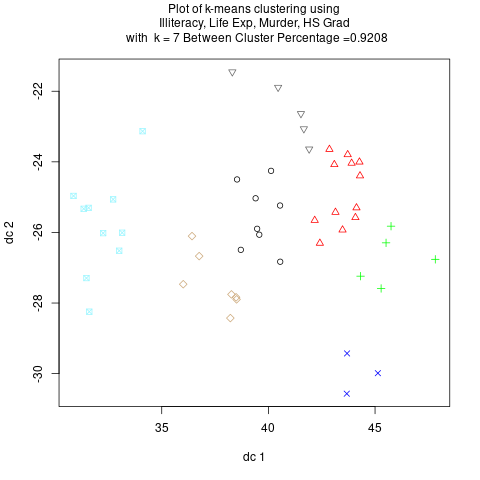 Plot of k-means clustering using
Illiteracy, Life Exp, Murder, HS Grad
with k = 7 Between Cluster Percentage =0.9208
-22
-24
-26
-28
-30
dc 2
35 40 45
dc 1